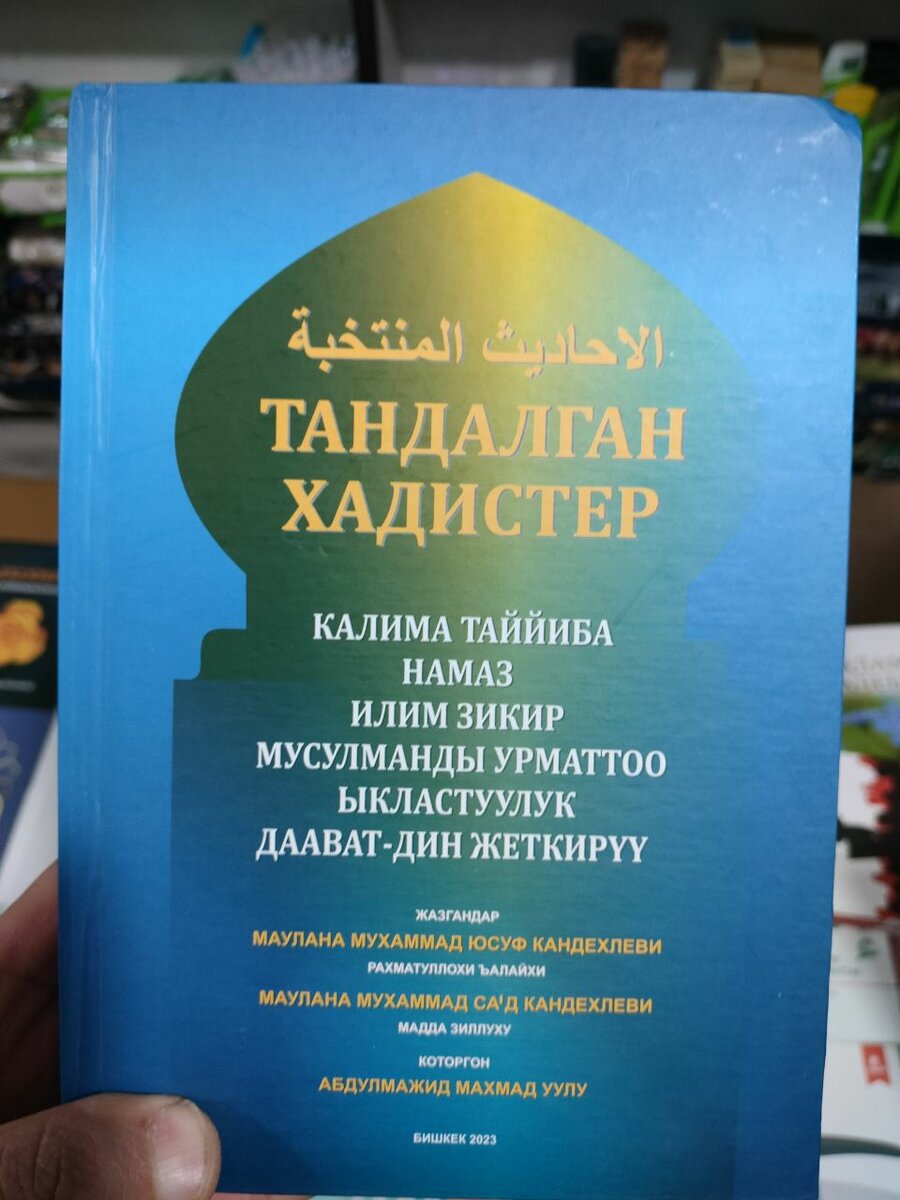 الاحاديث المنتخبة
ТАНДАЛГАН
ХАДИСТЕР
КАЛИМА ТАЙЙИБА
НАМАЗ
ИЛИМ ЗИКИР
МУСУЛМАНДЫ УРМАТТОО
ЫКЛАСТУУЛУК
ДААВАТ-ДИН ЖЕТКИРҮҮ
ЖАЗГАНДАР
МАУЛАНА МУХАММАД ЮСУФ КАНДЕХЛЕВИ
РАХМАТУЛЛОХИ ЪАЛАЙХИ
МАУЛАНА МУХАММАД СА'Д КАНДЕХЛЕВИ
МАДДА ЗИЛЛУХУ
КОТОРГОН
АБДУЛМАЖИД МАХМАД УУЛУ
БИШКЕК 2023